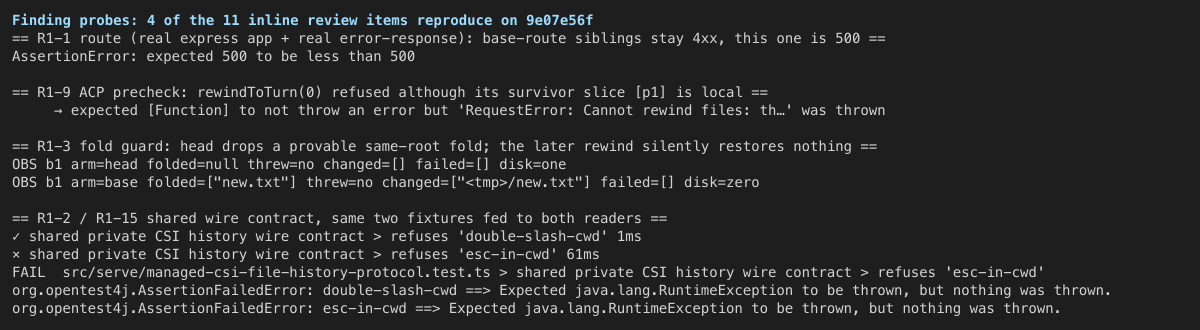 Finding probes: 4 of the 11 inline review items reproduce on 9e07e56f
== R1-1 route (real express app + real error-response): base-route siblings stay 4xx, this one is 500 ==
AssertionError: expected 500 to be less than 500
== R1-9 ACP precheck: rewindToTurn(0) refused although its survivor slice [p1] is local ==
→ expected [Function] to not throw an error but 'RequestError: Cannot rewind files: th…' was thrown
== R1-3 fold guard: head drops a provable same-root fold; the later rewind silently restores nothing ==
OBS b1 arm=head folded=null threw=no changed=[] failed=[] disk=one
OBS b1 arm=base folded=["new.txt"] threw=no changed=["<tmp>/new.txt"] failed=[] disk=zero
== R1-2 / R1-15 shared wire contract, same two fixtures fed to both readers ==
✓ shared private CSI history wire contract > refuses 'double-slash-cwd' 1ms
× shared private CSI history wire contract > refuses 'esc-in-cwd' 61ms
FAIL  src/serve/managed-csi-file-history-protocol.test.ts > shared private CSI history wire contract > refuses 'esc-in-cwd'
org.opentest4j.AssertionFailedError: double-slash-cwd ==> Expected java.lang.RuntimeException to be thrown, but nothing was thrown.
org.opentest4j.AssertionFailedError: esc-in-cwd ==> Expected java.lang.RuntimeException to be thrown, but nothing was thrown.